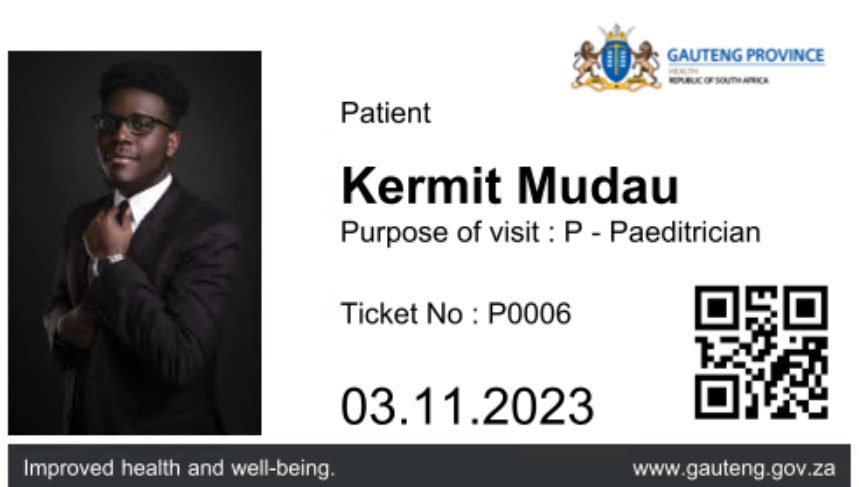 GAUTENG PROVINCE
HEALTH
REPUBLIC OF SOUTH AFRICA
Patient
Kermit Mudau
Purpose of visit : P - Paeditrician
Ticket No : P0006
03.11.2023
Improved health and well-being.
www.gauteng.gov.za